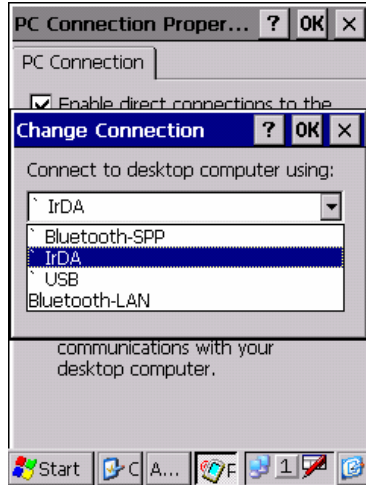 PC Connection Proper... ? OK ×
PC Connection
Enable direct connections to the
Change Connection ? OK ×
Connect to desktop computer using:
` IrDA
` Bluetooth-SPP
` IrDA
` USB
Bluetooth-LAN
communications with your
desktop computer.
Start C A... F 1